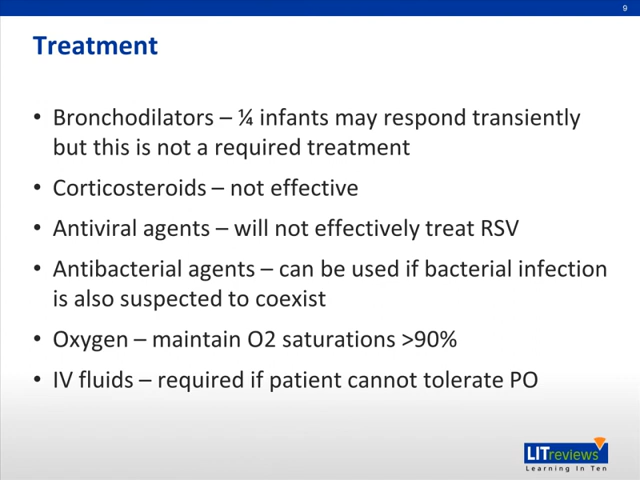 9
Treatment
• Bronchodilators – ¼ infants may respond transiently
but this is not a required treatment
• Corticosteroids – not effective
• Antiviral agents – will not effectively treat RSV
• Antibacterial agents – can be used if bacterial infection
is also suspected to coexist
• Oxygen – maintain O2 saturations >90%
• IV fluids – required if patient cannot tolerate PO
LITreviews
Learning In Ten